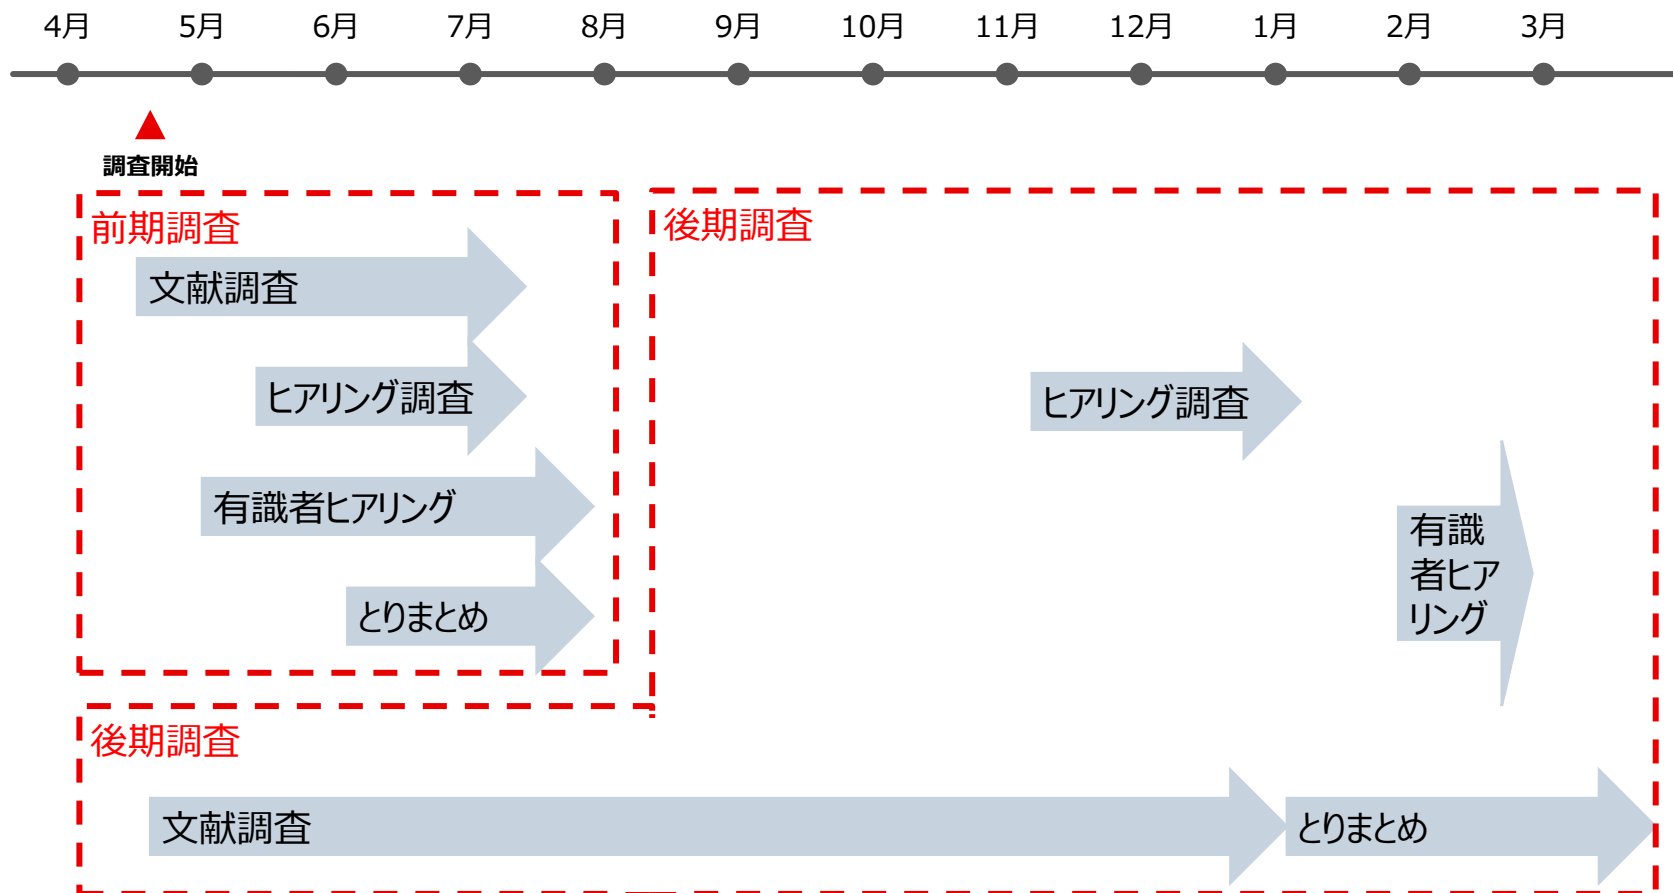 4月
5月
6月
7月
8月
9月
10月
11月
12月
1月
2月
3月
調査開始
前期調査
文献調査
ヒアリング調査
有識者ヒアリング
とりまとめ
後期調査
ヒアリング調査
有識
者ヒア
リング
後期調査
文献調査
とりまとめ